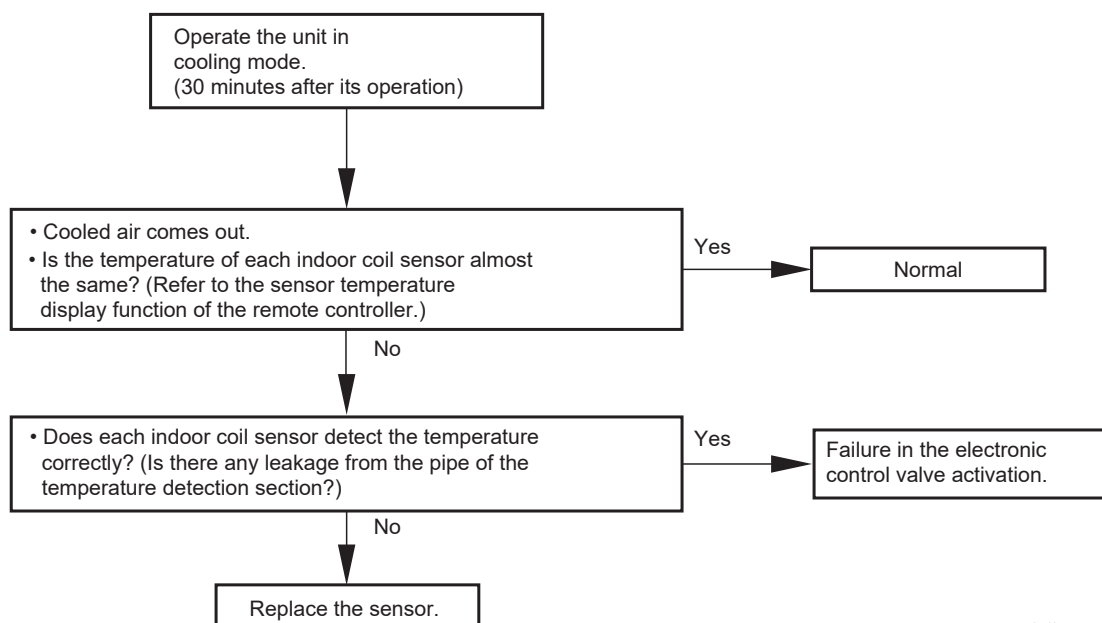 Operate the unit in
cooling mode.
(30 minutes after its operation)
• Cooled air comes out.
• Is the temperature of each indoor coil sensor almost
the same? (Refer to the sensor temperature
display function of the remote controller.)
Yes
Normal
No
• Does each indoor coil sensor detect the temperature
correctly? (Is there any leakage from the pipe of the
temperature detection section?)
Yes
Failure in the electronic
control valve activation.
No
Replace the sensor.